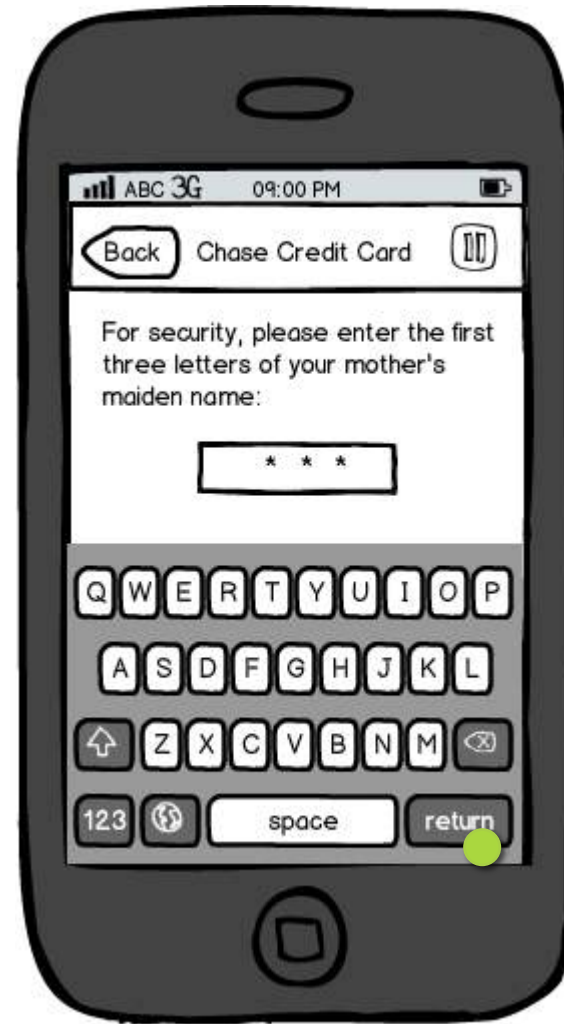 ABC 3G 09:00 PM
Back Chase Credit Card
For security, please enter the first
three letters of your mother's
maiden name:
* * *
Q W E R T Y U I O P
A S D F G H J K L
Z X C V B N M
123 space return